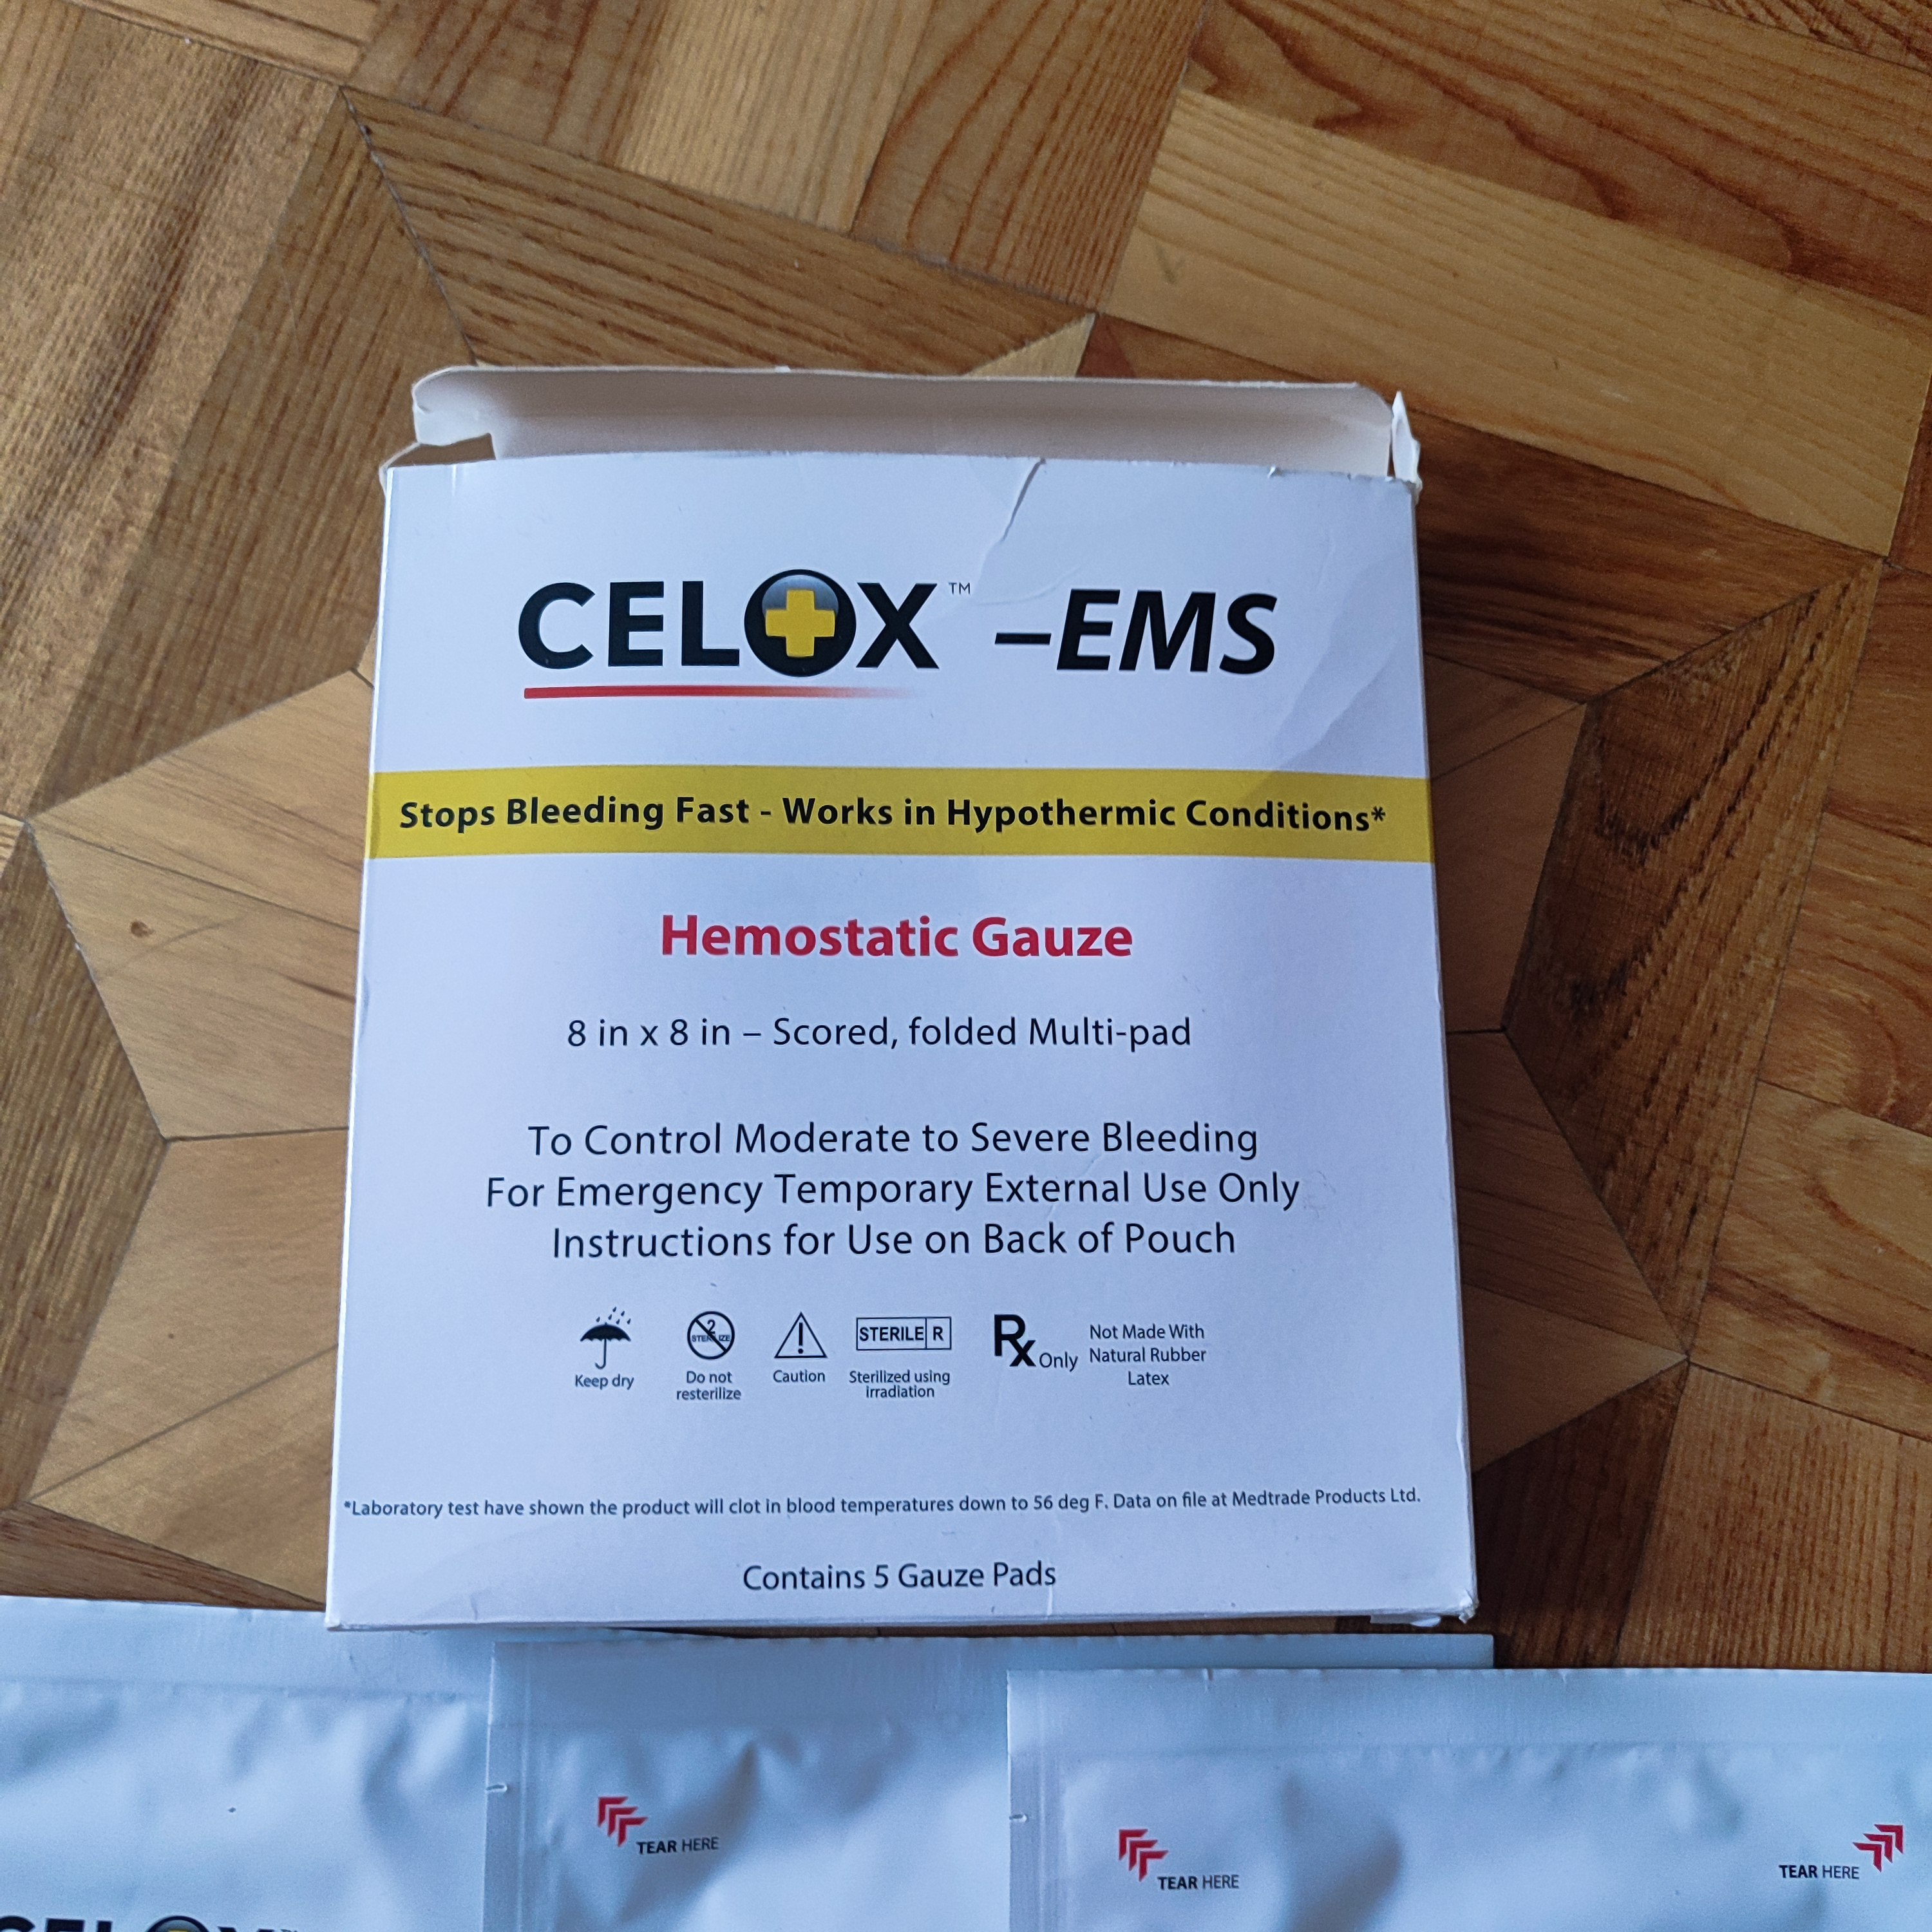 CELOX™ –EMS
Stops Bleeding Fast - Works in Hypothermic Conditions*
Hemostatic Gauze
8 in x 8 in – Scored, folded Multi-pad
To Control Moderate to Severe Bleeding
For Emergency Temporary External Use Only
Instructions for Use on Back of Pouch
2
STERILIZE
STERILE R
Rx Only
Not Made With
Natural Rubber
Latex
Keep dry
Do not
resterilize
Caution
Sterilized using
irradiation
*Laboratory test have shown the product will clot in blood temperatures down to 56 deg F. Data on file at Medtrade Products Ltd.
Contains 5 Gauze Pads
TEAR HERE
TEAR HERE
TEAR HERE
CELOX™